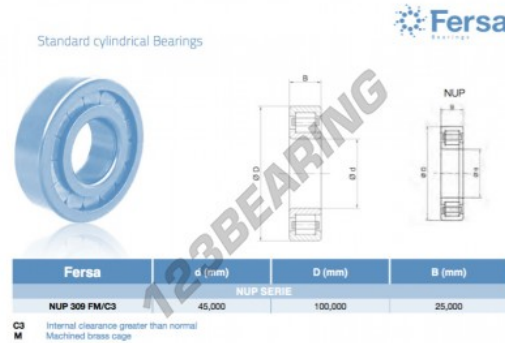 Fersa
Bearings
Standard cylindrical Bearings
B
NUP
B
Ø D
Ø d
Ø D
Ø d
123BEARING
Fersa d (mm) D (mm) B (mm)
NUP SERIE
NUP 309 FM/C3 45,000 100,000 25,000
C3 Internal clearance greater than normal
M Machined brass cage